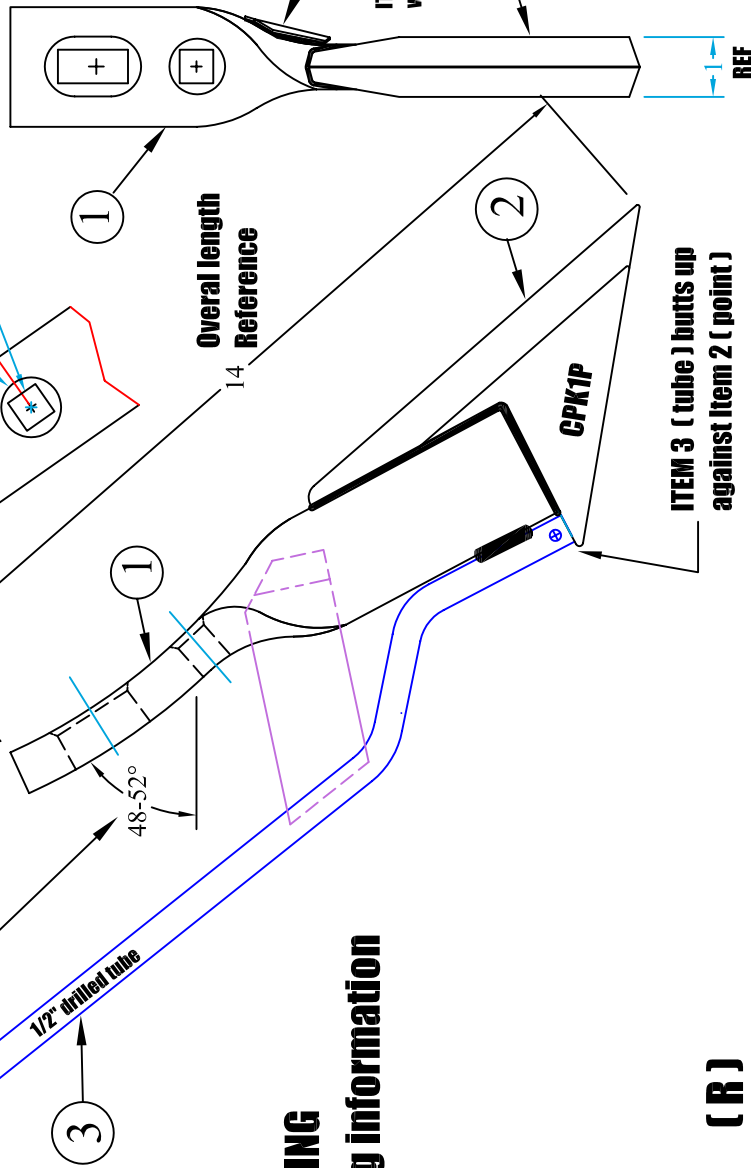 1
1
REF
Overal length
Reference
14
2
CPK1P
ITEM 3 ( tube ) butts up
against Item 2 ( point )
1
48-52°
1/2" drilled tube
3
ING
g information
( R )